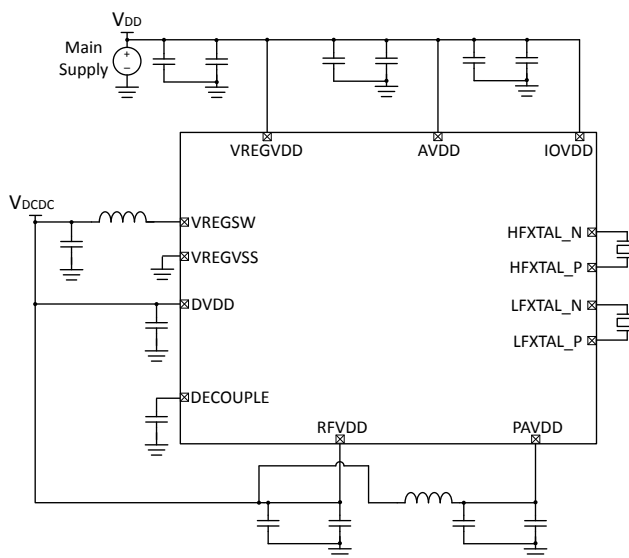 VDD
Main
Supply
+
−
VREGVDD
AVDD
IOVDD
VDCDC
VREGSW
HFXTAL_N
VREGVSS
HFXTAL_P
DVDD
LFXTAL_N
LFXTAL_P
DECOUPLE
RFVDD
PAVDD